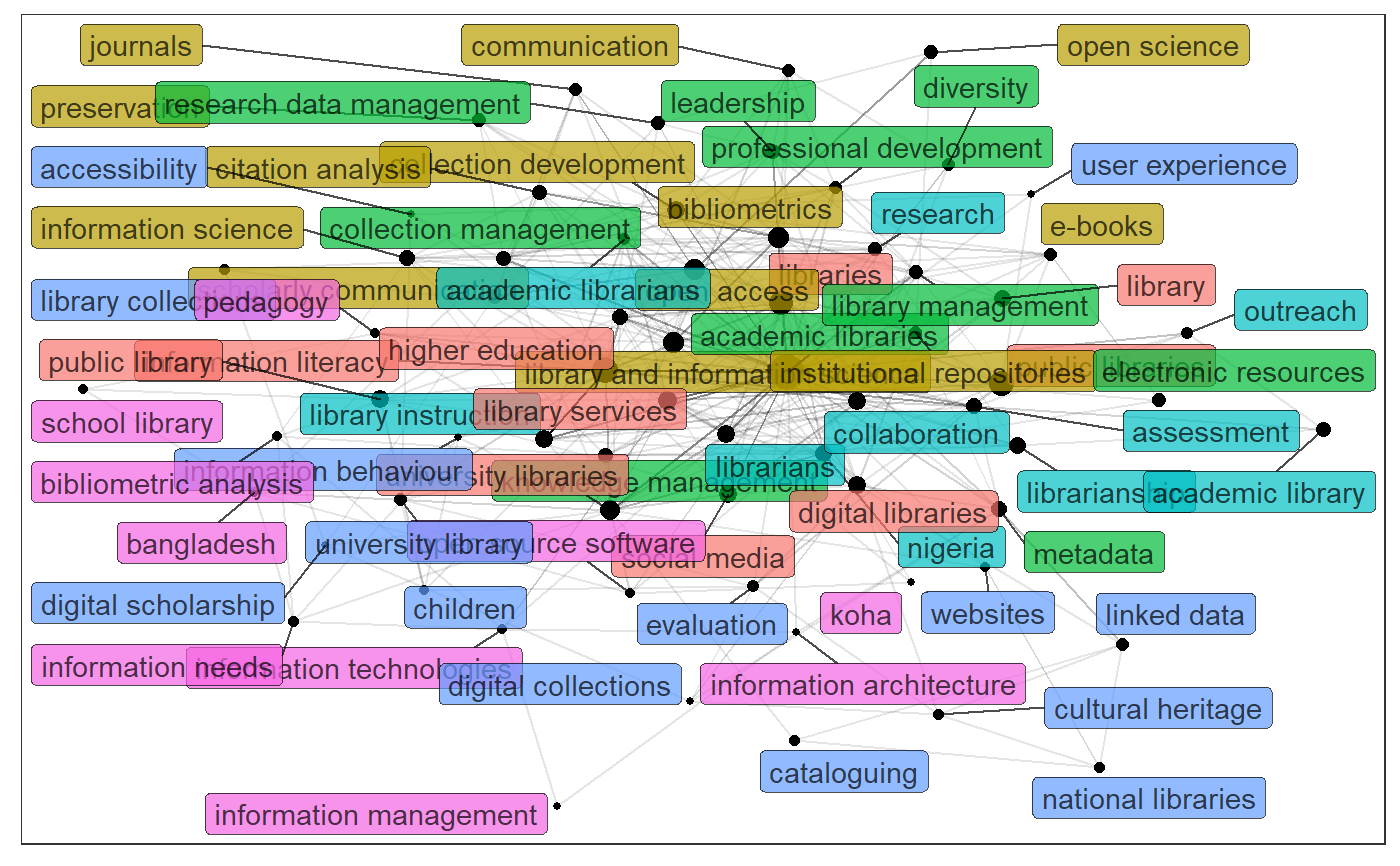 journals
communication
open science
preservation
research data management
leadership
diversity
professional development
accessibility
citation analysis
collection development
user experience
bibliometrics
research
information science
collection management
e-books
libraries
library
scholarly communication
academic librarians
access
library management
library collections
pedagogy
outreach
academic libraries
public library
information literacy
higher education
library and information
institutional repositories
public libraries
electronic resources
school library
library instruction
library services
collaboration
assessment
information behaviour
university libraries
knowledge management
librarians
bibliometric analysis
librarians
academic library
digital libraries
bangladesh
university library
open source software
social media
nigeria
metadata
digital scholarship
children
evaluation
koha
websites
linked data
information needs
information technologies
digital collections
information architecture
cultural heritage
cataloguing
national libraries
information management